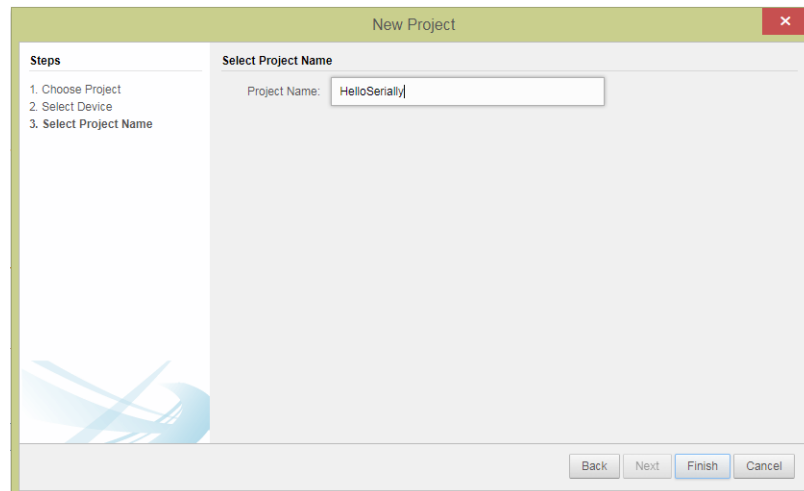 New Project
Steps
1. Choose Project
2. Select Device
3. Select Project Name
Select Project Name
Project Name: HelloSerially
Back Next Finish Cancel